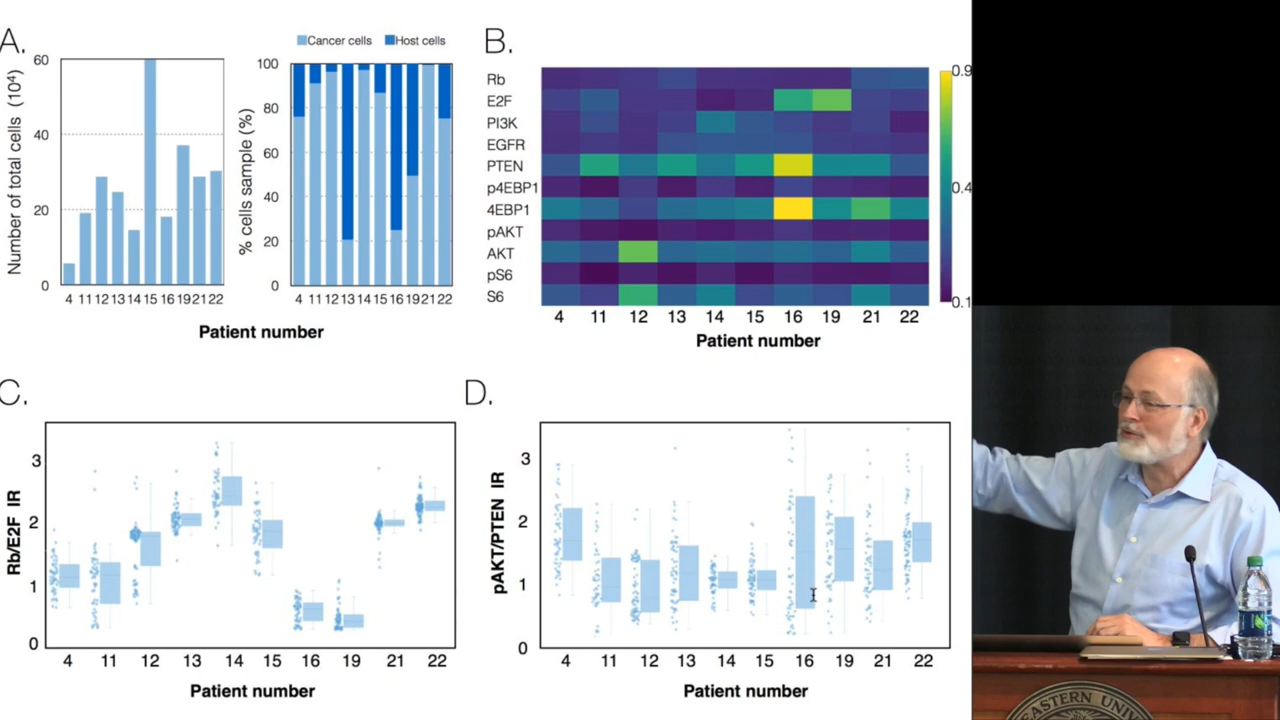 A.
Cancer cells Host cells
Number of total cells (10⁴)
60
40
20
0
4 11 12 13 14 15 16 19 21 22
Patient number
% cells sample (%)
100
80
60
40
20
0
4 11 12 13 14 15 16 19 21 22
B.
Rb
E2F
PI3K
EGFR
PTEN
p4EBP1
4EBP1
pAKT
AKT
pS6
S6
0.9
0.4
0.1
4 11 12 13 14 15 16 19 21 22
Patient number
C.
Rb/E2F IR
3
2
1
0
4 11 12 13 14 15 16 19 21 22
Patient number
D.
pAKT/PTEN IR
3
2
1
0
4 11 12 13 14 15 16 19 21 22
Patient number
EASTERN UNI